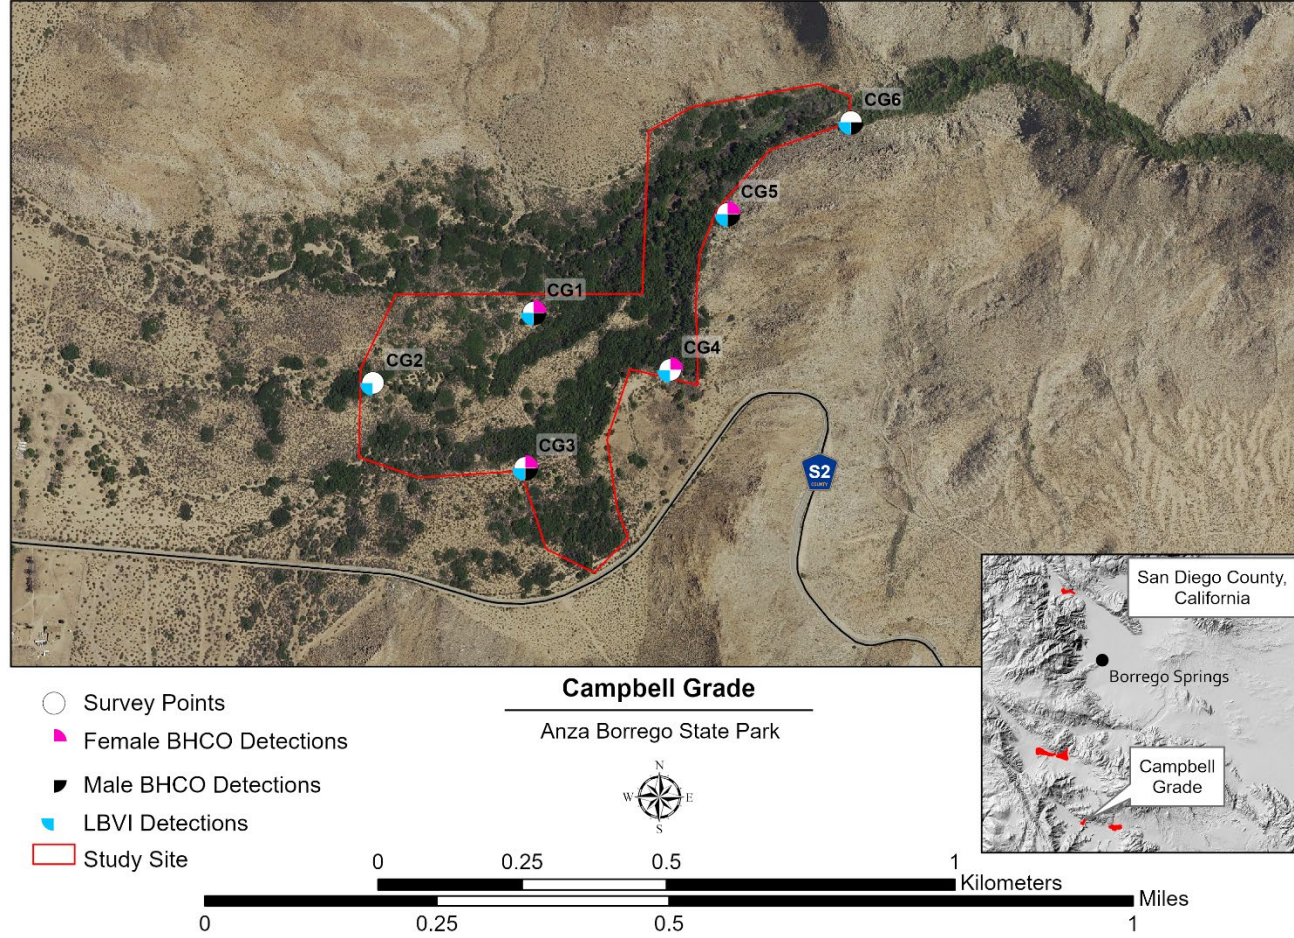 CG6
CG5
CG1
CG4
CG2
CG3
S2
COUNTY
San Diego County,
California
Borrego Springs
Campbell
Grade
Campbell Grade
Anza Borrego State Park
Survey Points
Female BHCO Detections
Male BHCO Detections
LBVI Detections
Study Site
N
W E
S
0 0.25 0.5 1
Kilometers
Miles
0 0.25 0.5 1